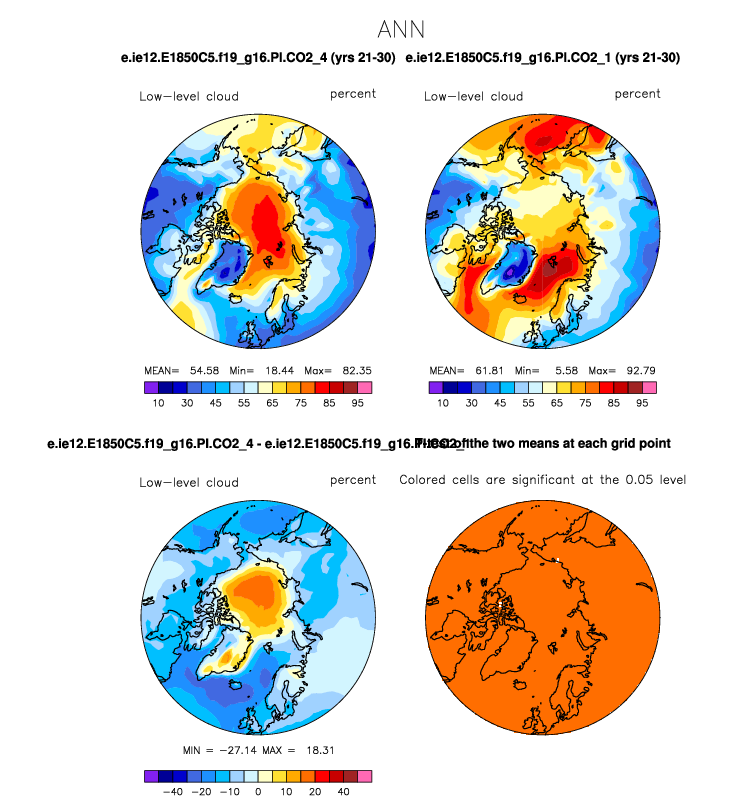 ANN
e.ie12.E1850C5.f19_g16.PI.CO2_4 (yrs 21-30) e.ie12.E1850C5.f19_g16.PI.CO2_1 (yrs 21-30)
Low-level cloud percent Low-level cloud percent
MEAN= 54.58 Min= 18.44 Max= 82.35 MEAN= 61.81 Min= 5.58 Max= 92.79
10 30 45 55 65 75 85 95 10 30 45 55 65 75 85 95
e.ie12.E1850C5.f19_g16.PI.CO2_4 - e.ie12.E1850C5.f19_g16.PI.CO2_1 of the two means at each grid point
Low-level cloud percent Colored cells are significant at the 0.05 level
MIN = -27.14 MAX = 18.31
-40 -20 -10 0 10 20 40